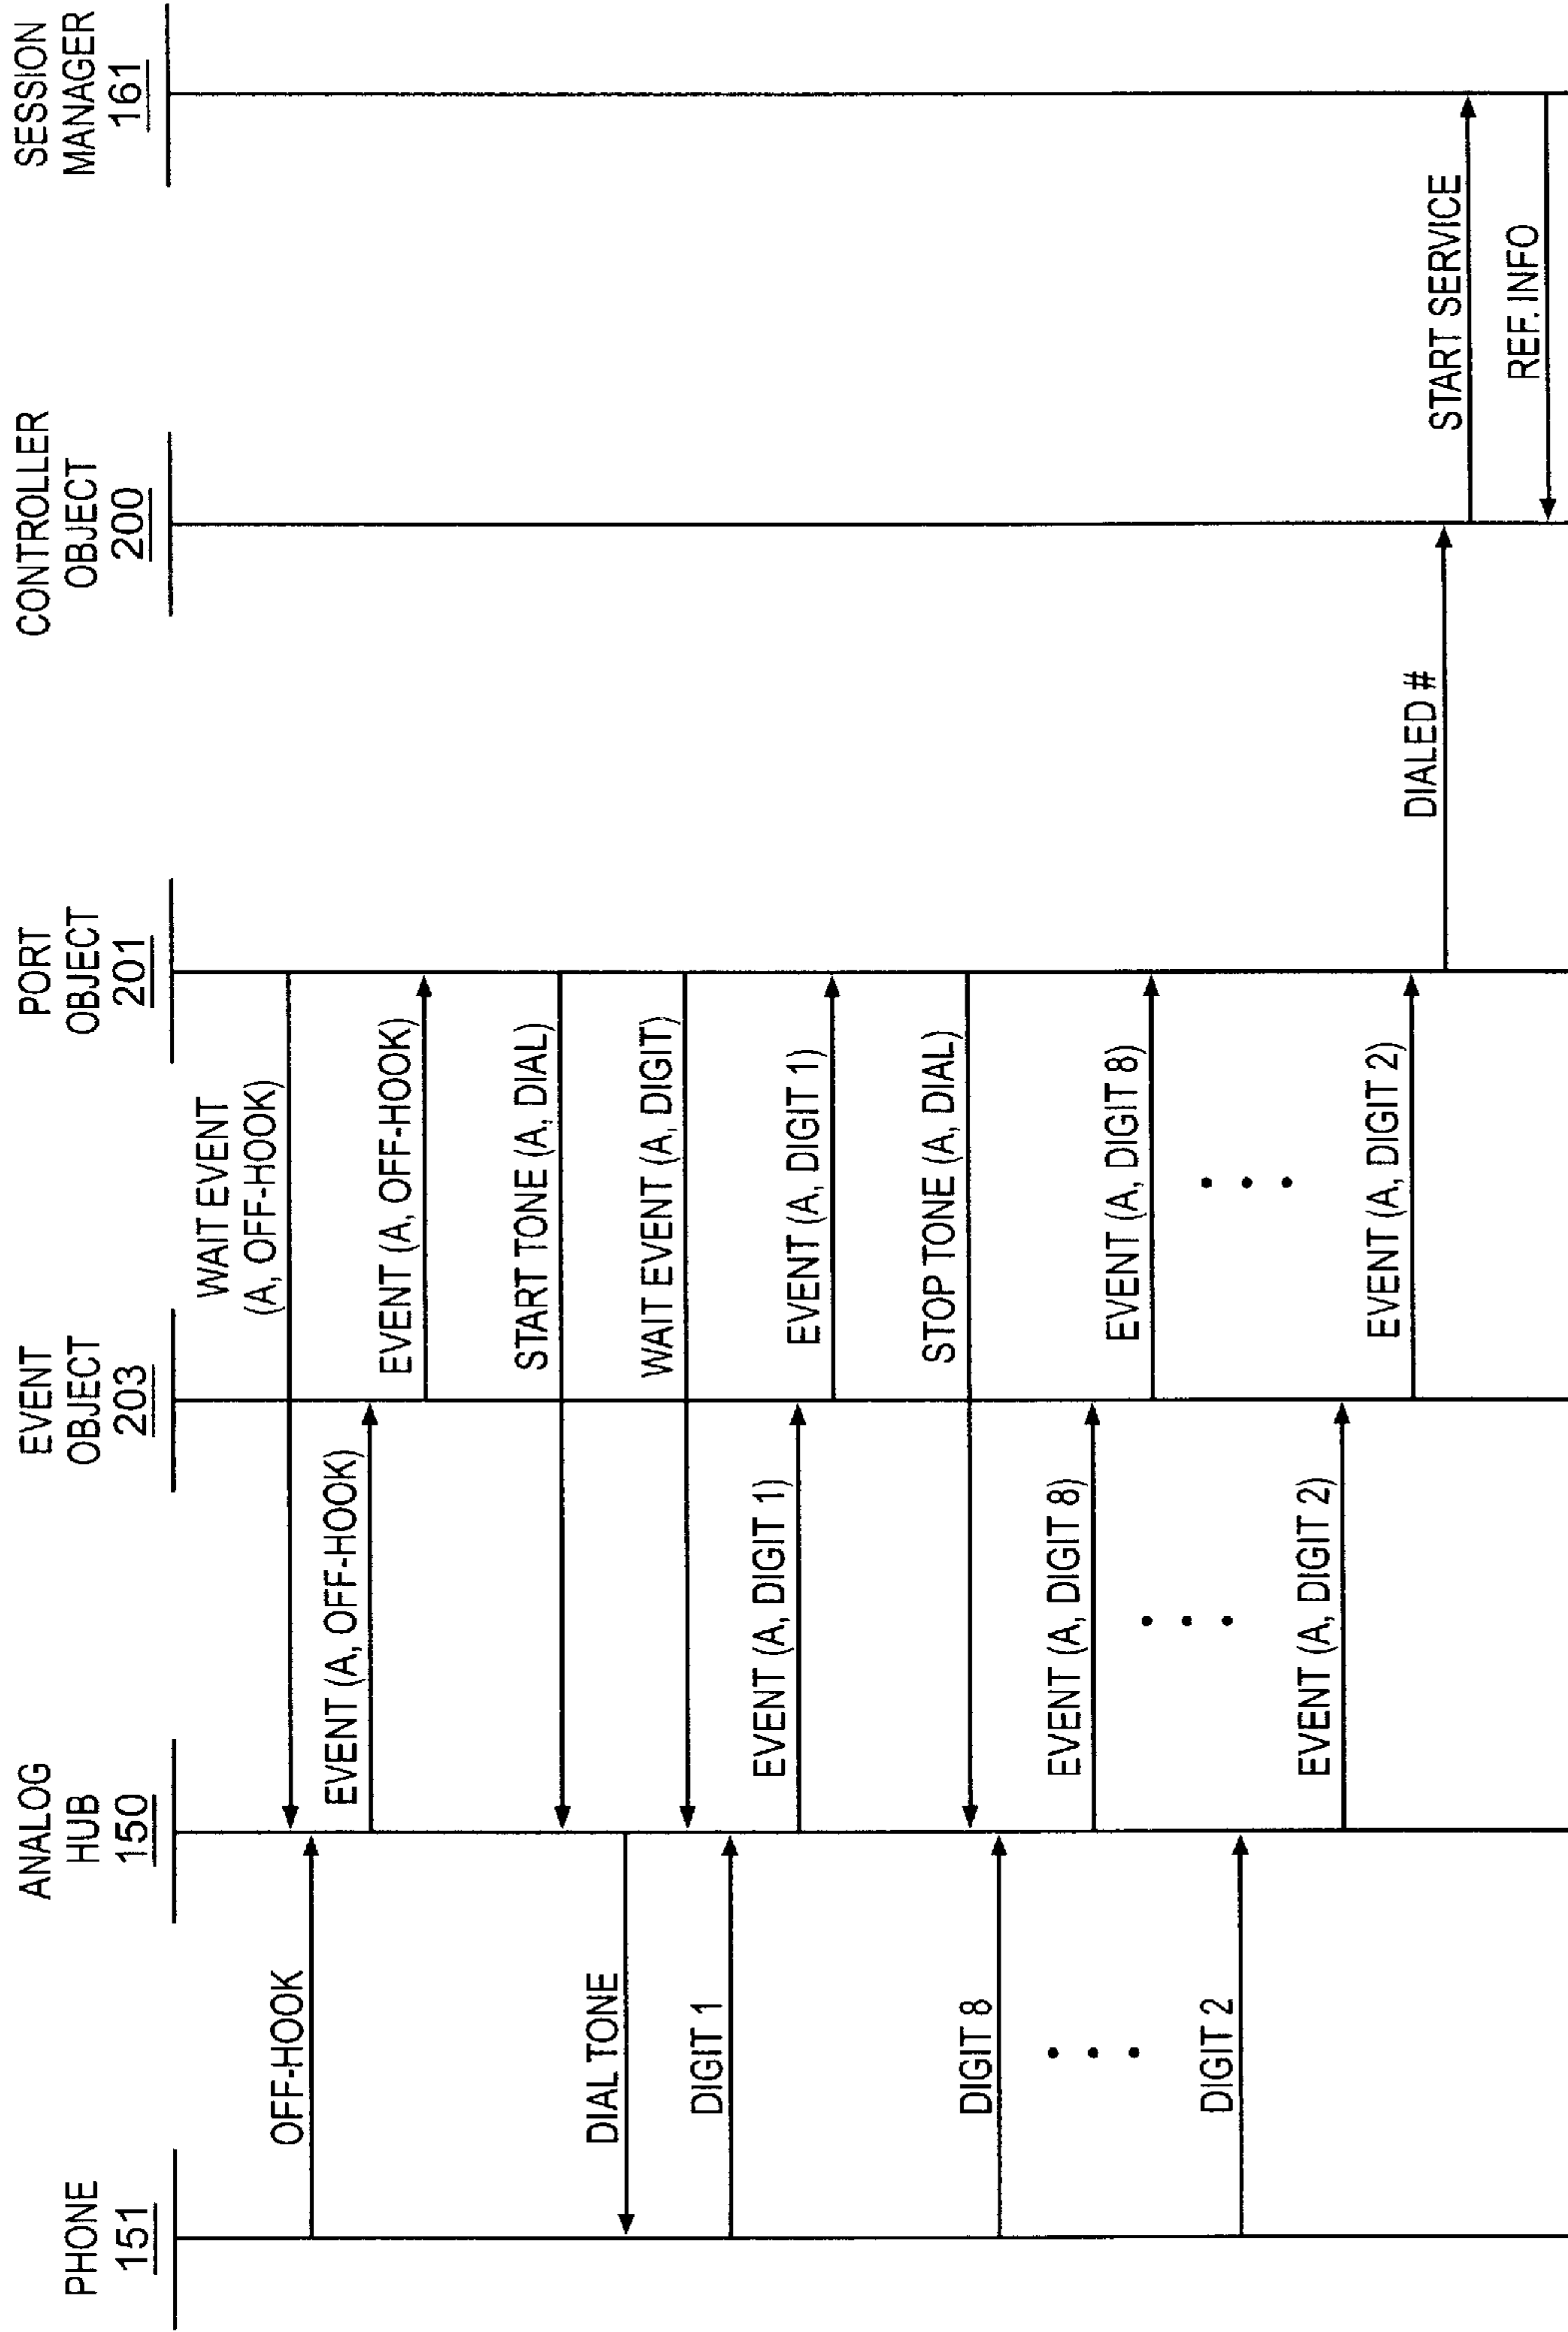 PHONE
151
ANALOG
HUB
150
EVENT
OBJECT
203
PORT
OBJECT
201
CONTROLLER
OBJECT
200
SESSION
MANAGER
161
WAIT EVENT
(A, OFF-HOOK)
OFF-HOOK
EVENT (A, OFF-HOOK)
EVENT (A, OFF-HOOK)
START TONE (A, DIAL)
DIAL TONE
WAIT EVENT (A, DIGIT)
DIGIT 1
EVENT (A, DIGIT 1)
EVENT (A, DIGIT 1)
STOP TONE (A, DIAL)
DIGIT 8
EVENT (A, DIGIT 8)
EVENT (A, DIGIT 8)
• • •
• • •
• • •
DIGIT 2
EVENT (A, DIGIT 2)
EVENT (A, DIGIT 2)
DIALED #
START SERVICE
REF. INFO